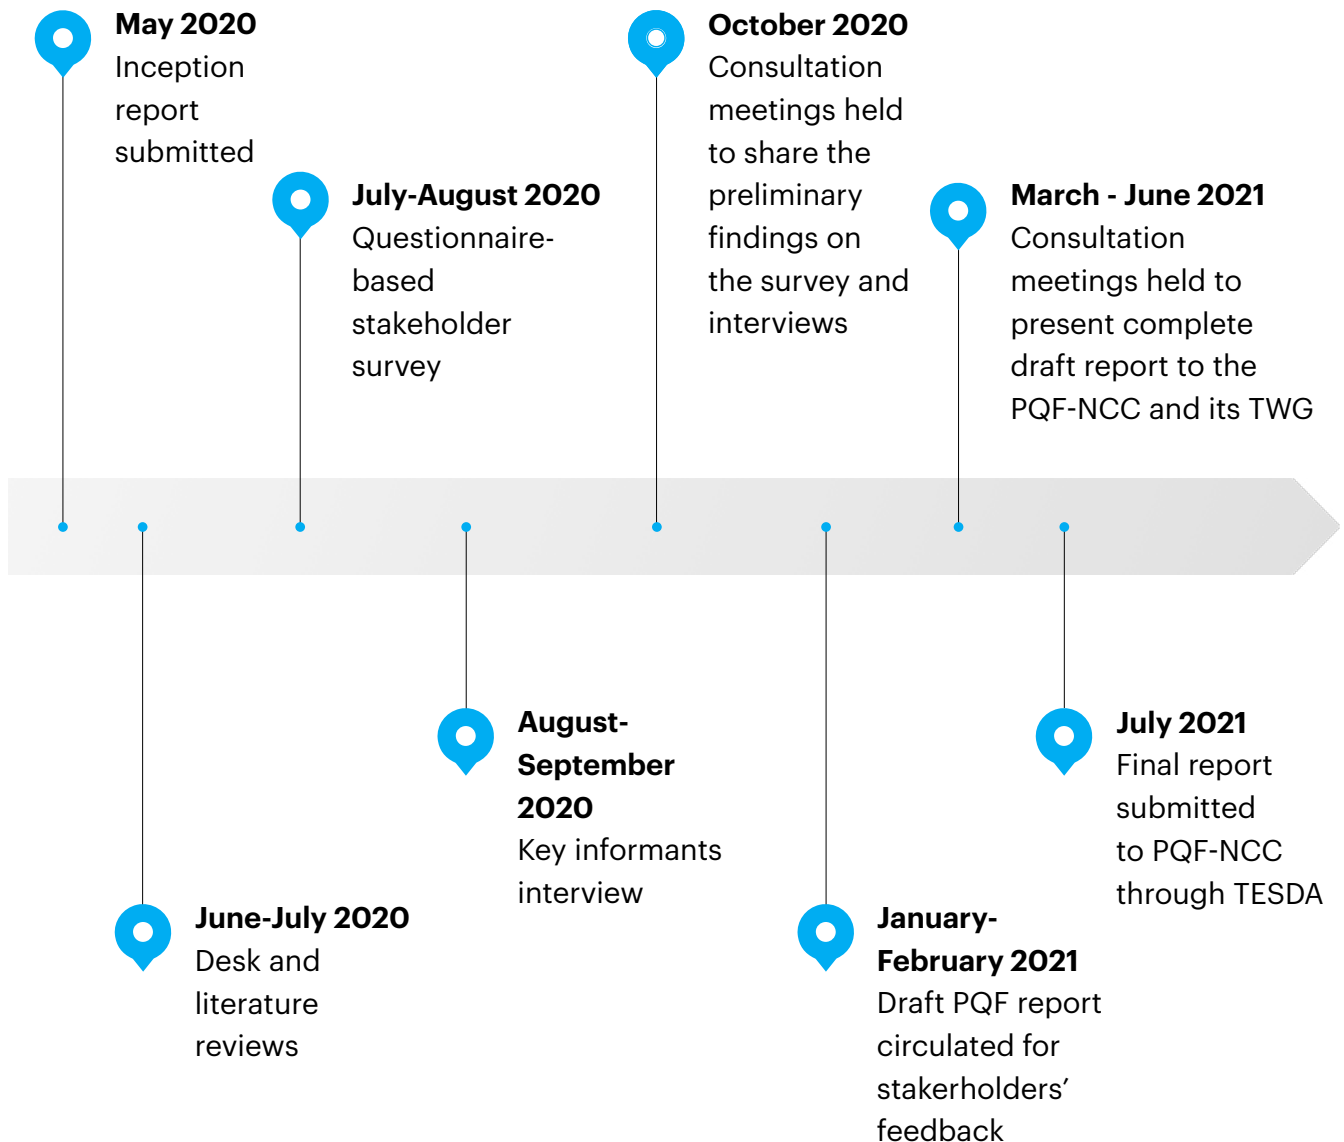 May 2020
Inception
report
submitted
July-August 2020
Questionnaire-
based
stakeholder
survey
October 2020
Consultation
meetings held
to share the
preliminary
findings on
the survey and
interviews
March - June 2021
Consultation
meetings held to
present complete
draft report to the
PQF-NCC and its TWG
June-July 2020
Desk and
literature
reviews
August-
September
2020
Key informants
interview
January-
February 2021
Draft PQF report
circulated for
stakerholders’
feedback
July 2021
Final report
submitted
to PQF-NCC
through TESDA